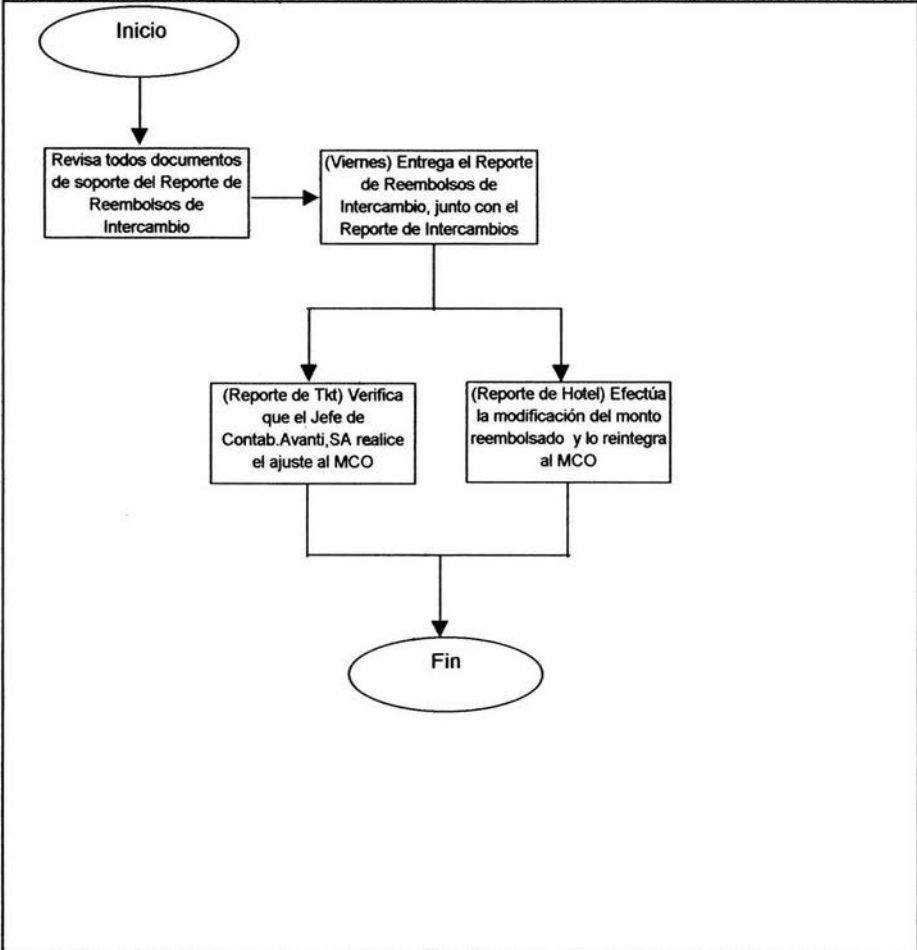 Inicio
Revisa todos documentos
de soporte del Reporte de
Reembolsos de
Intercambio
(Viernes) Entrega el Reporte
de Reembolsos de
Intercambio, junto con el
Reporte de Intercambios
(Reporte de Tkt) Verifica
que el Jefe de
Contab.Avanti,SA realice
el ajuste al MCO
(Reporte de Hotel) Efectúa
la modificación del monto
reembolsado y lo reintegra
al MCO
Fin